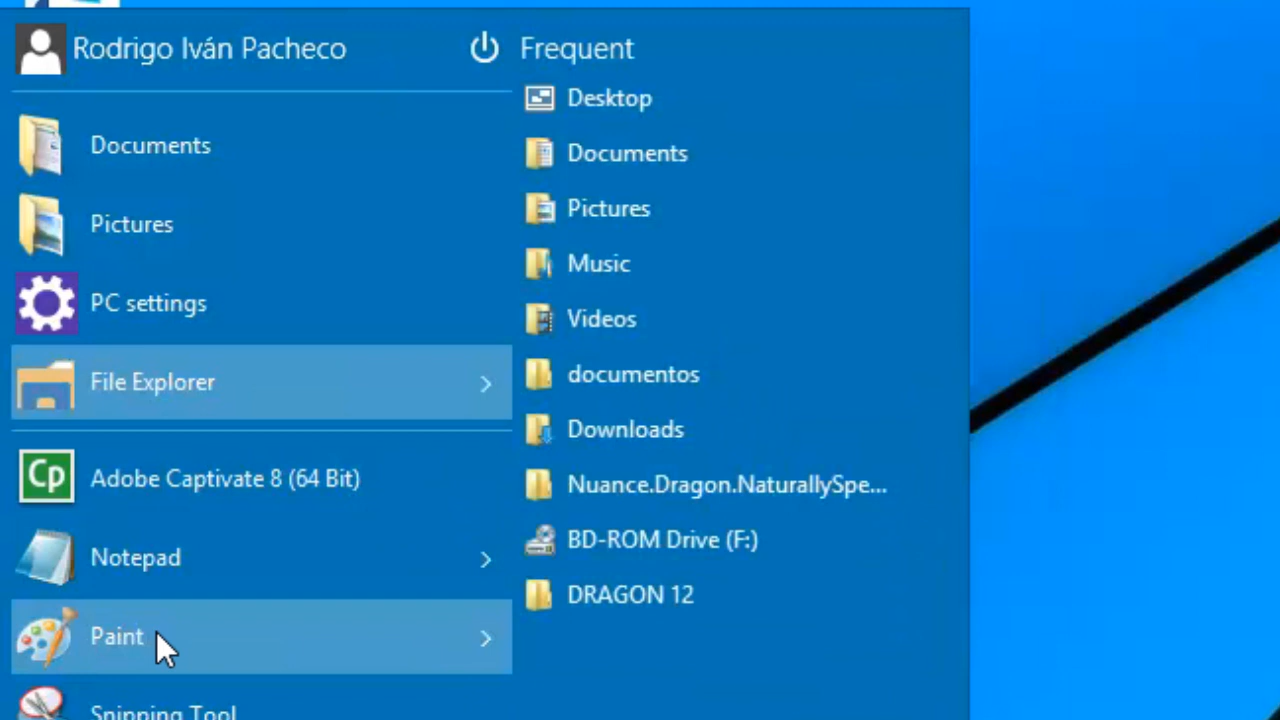 Rodrigo Iván Pacheco
Documents
Pictures
PC settings
File Explorer
Cp
Adobe Captivate 8 (64 Bit)
Notepad
Paint
Snipping Tool
Frequent
Desktop
Documents
Pictures
Music
Videos
documentos
Downloads
Nuance.Dragon.NaturallySpe...
BD-ROM Drive (F:)
DRAGON 12